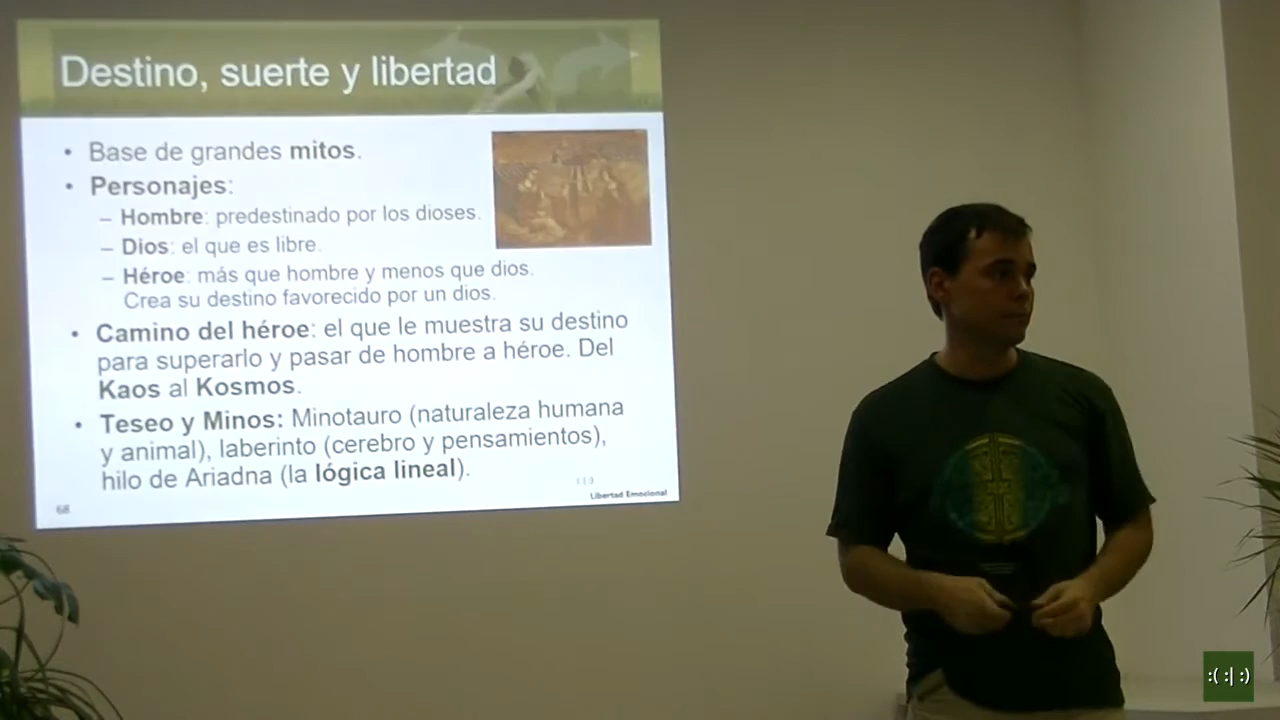 Destino, suerte y libertad
• Base de grandes mitos.
• Personajes:
– Hombre: predestinado por los dioses.
– Dios: el que es libre.
– Héroe: más que hombre y menos que dios.
Crea su destino favorecido por un dios.
• Camino del héroe: el que le muestra su destino
para superarlo y pasar de hombre a héroe. Del
Kaos al Kosmos.
• Teseo y Minos: Minotauro (naturaleza humana
y animal), laberinto (cerebro y pensamientos),
hilo de Ariadna (la lógica lineal).
68
Libertad Emocional
:( :| :)